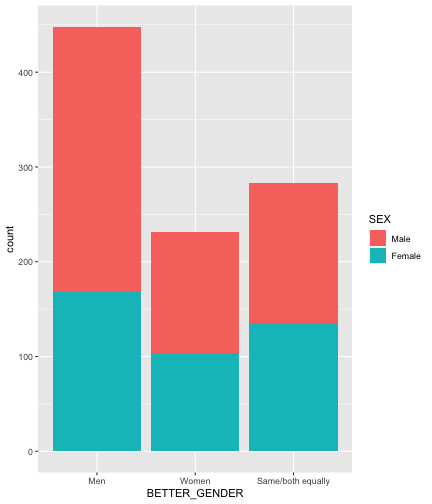 400
300
200
100
0
count
Men
Women
Same/both equally
BETTER_GENDER
SEX
Male
Female